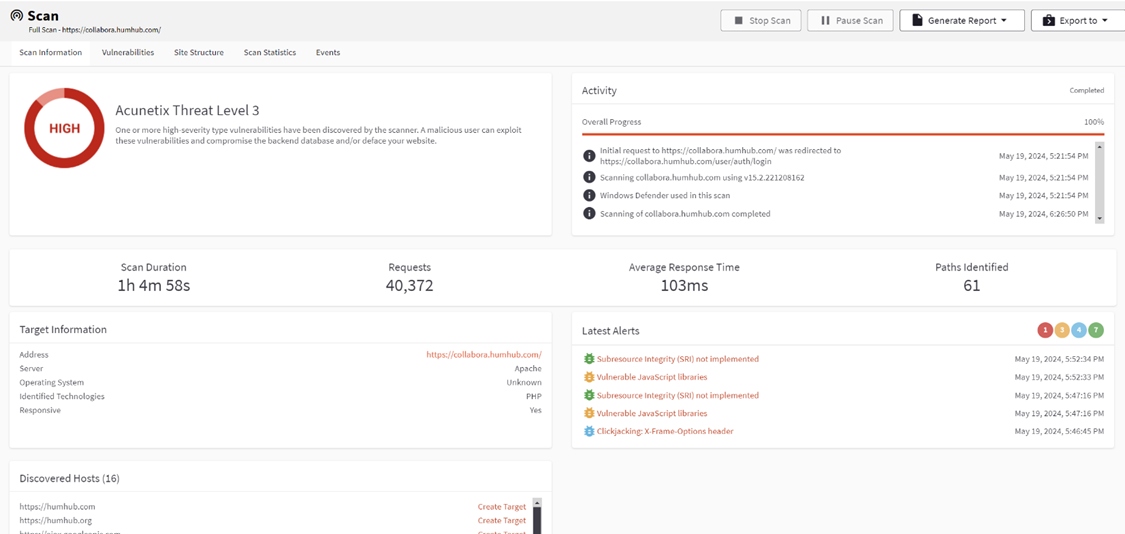 Scan
Full Scan - https://collabora.humhub.com/
Stop Scan
Pause Scan
Generate Report
Export to
Scan Information
Vulnerabilities
Site Structure
Scan Statistics
Events
HIGH
Acunetix Threat Level 3
One or more high-severity type vulnerabilities have been discovered by the scanner. A malicious user can exploit
these vulnerabilities and compromise the backend database and/or deface your website.
Activity
Completed
Overall Progress
100%
Initial request to https://collabora.humhub.com/ was redirected to
https://collabora.humhub.com/user/auth/login
May 19, 2024, 5:21:54 PM
Scanning collabora.humhub.com using v15.2.221208162
May 19, 2024, 5:21:54 PM
Windows Defender used in this scan
May 19, 2024, 5:21:54 PM
Scanning of collabora.humhub.com completed
May 19, 2024, 6:26:50 PM
Scan Duration
1h 4m 58s
Requests
40,372
Average Response Time
103ms
Paths Identified
61
Target Information
Address
https://collabora.humhub.com/
Server
Apache
Operating System
Unknown
Identified Technologies
PHP
Responsive
Yes
Latest Alerts
1
3
4
7
Subresource Integrity (SRI) not implemented
May 19, 2024, 5:52:34 PM
Vulnerable JavaScript libraries
May 19, 2024, 5:52:33 PM
Subresource Integrity (SRI) not implemented
May 19, 2024, 5:47:16 PM
Vulnerable JavaScript libraries
May 19, 2024, 5:47:16 PM
Clickjacking: X-Frame-Options header
May 19, 2024, 5:46:45 PM
Discovered Hosts (16)
https://humhub.com
Create Target
https://humhub.org
Create Target